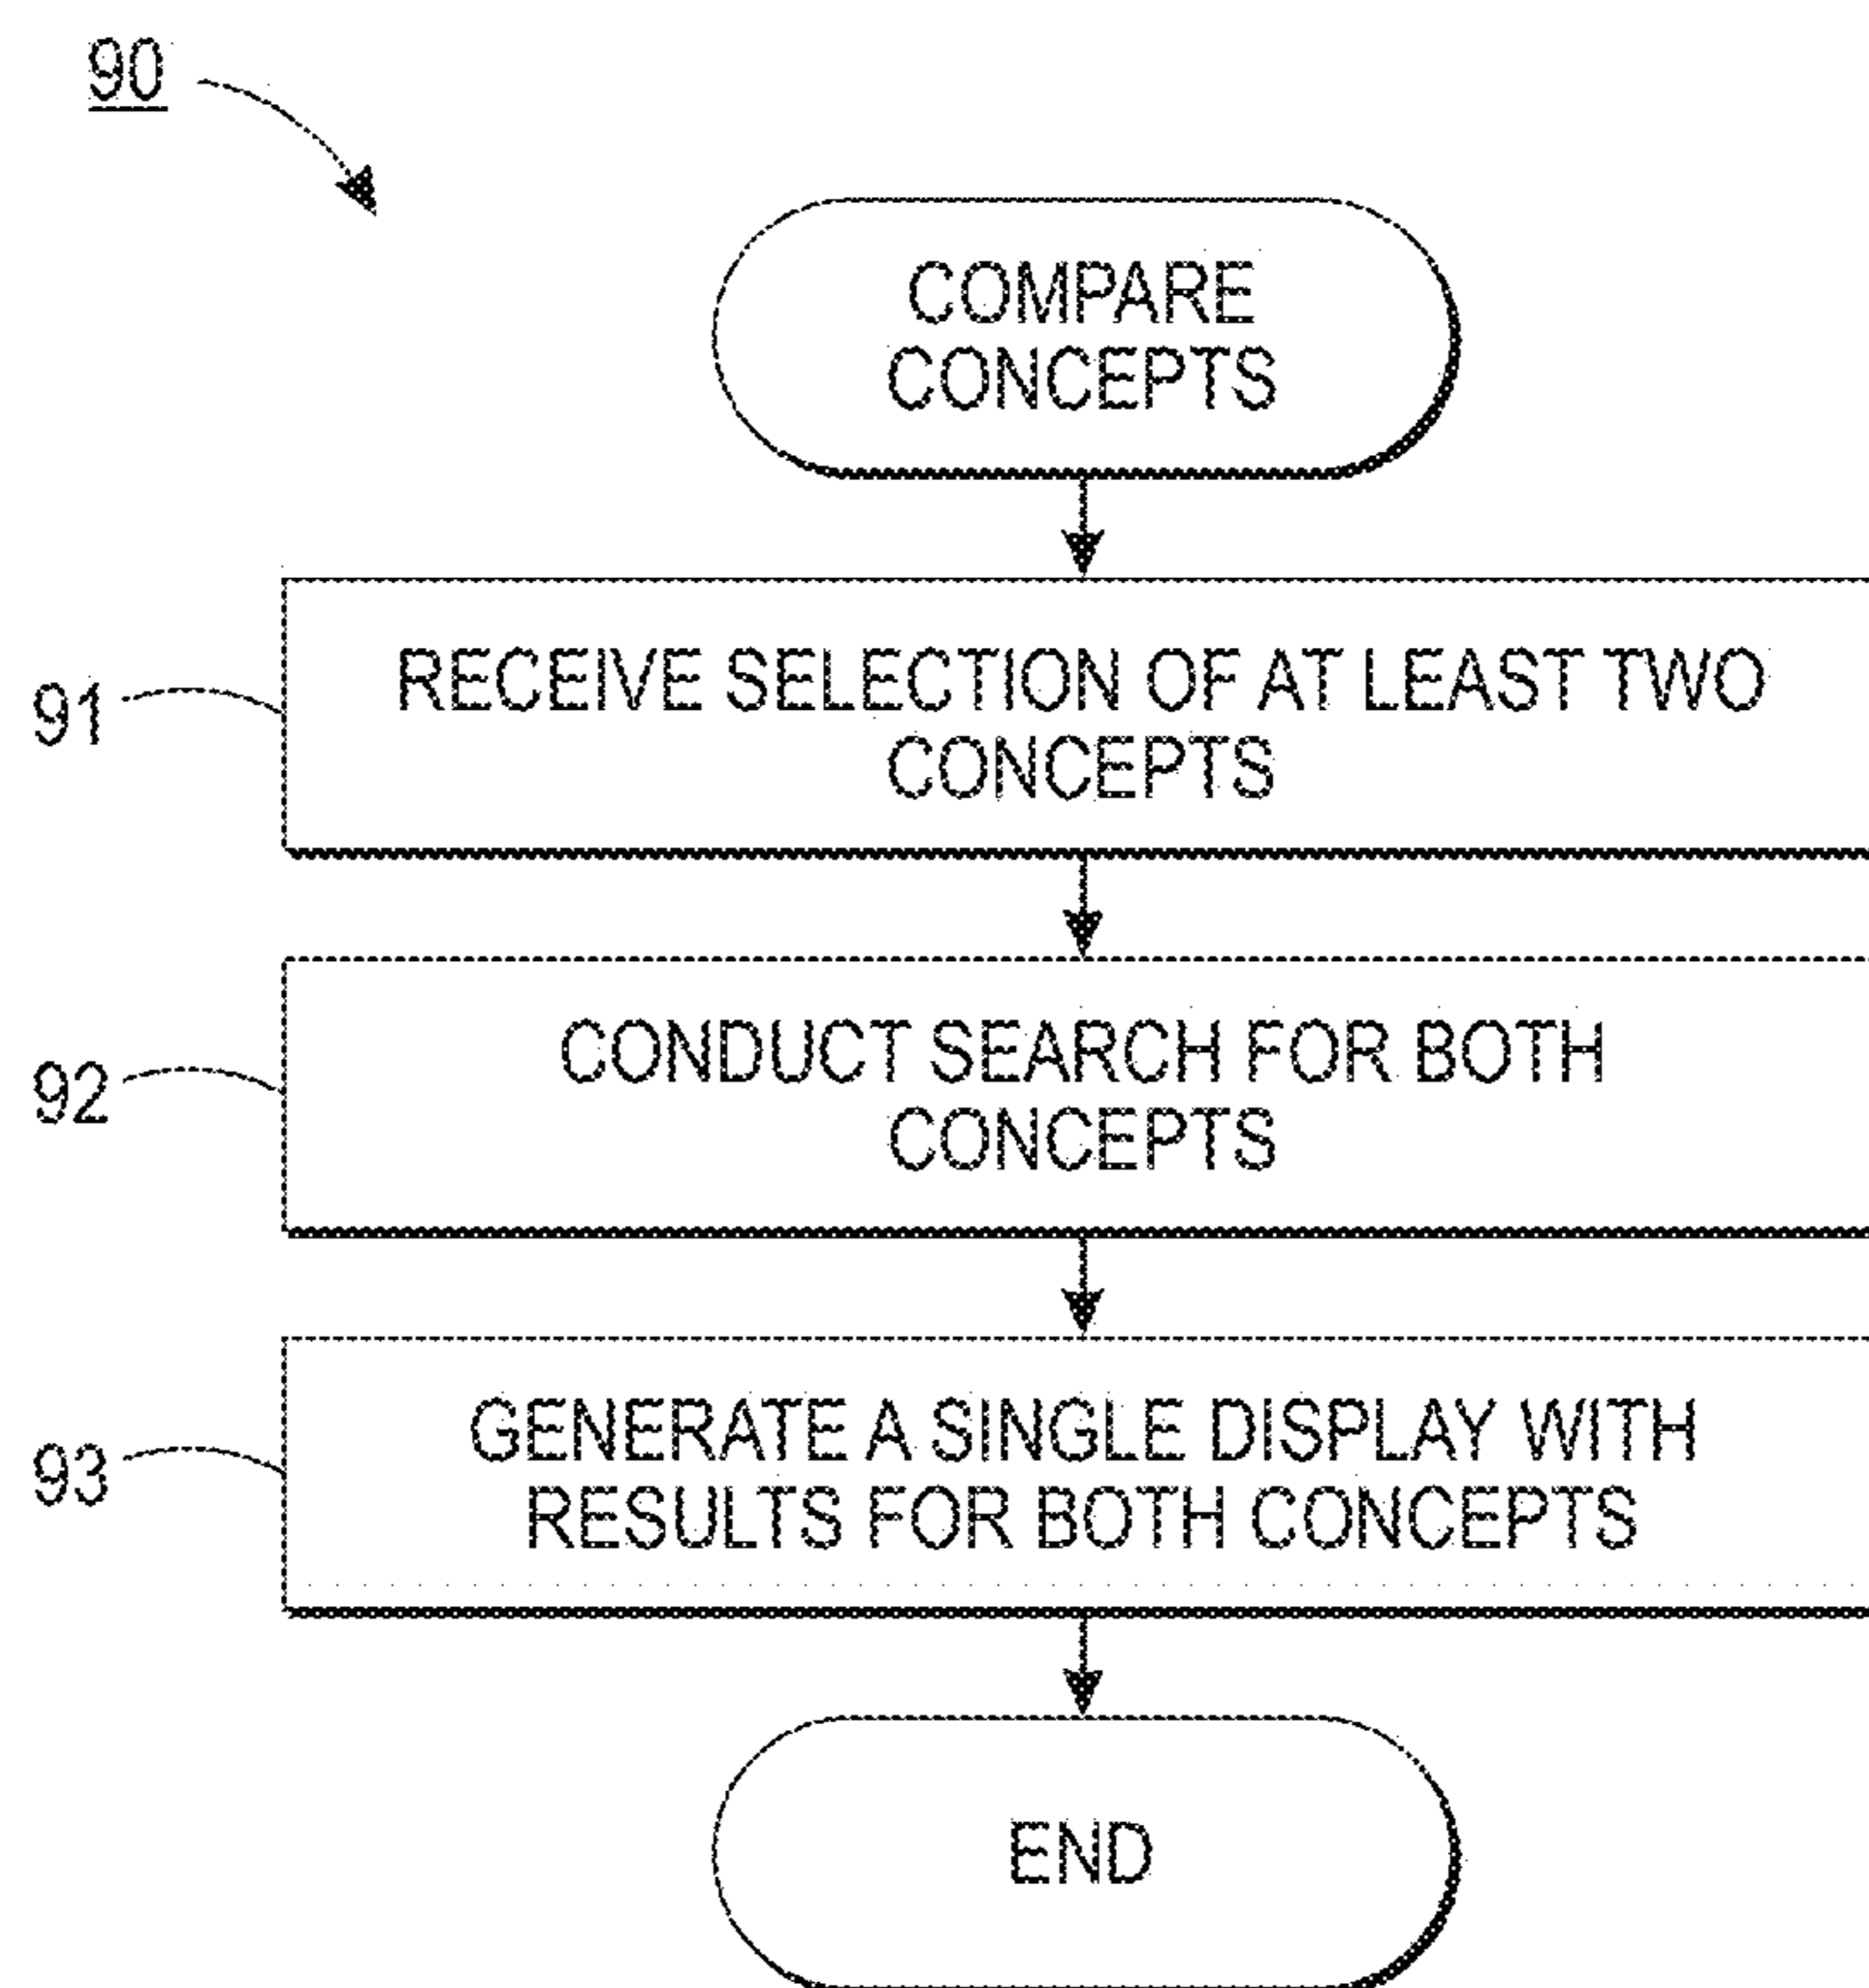 90
COMPARE
CONCEPTS
91
RECEIVE SELECTION OF AT LEAST TWO
CONCEPTS
92
CONDUCT SEARCH FOR BOTH
CONCEPTS
93
GENERATE A SINGLE DISPLAY WITH
RESULTS FOR BOTH CONCEPTS
END